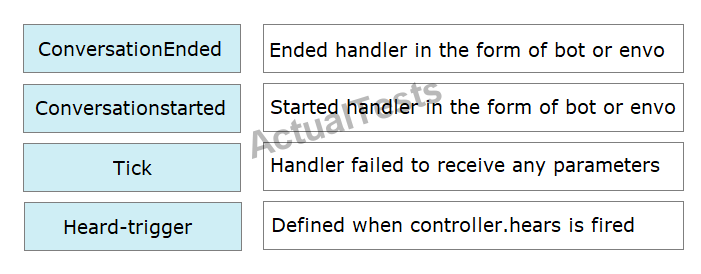 ConversationEnded
Ended handler in the form of bot or envo
Conversationstarted
Started handler in the form of bot or envo
ActualTests
Tick
Handler failed to receive any parameters
Heard-trigger
Defined when controller.hears is fired